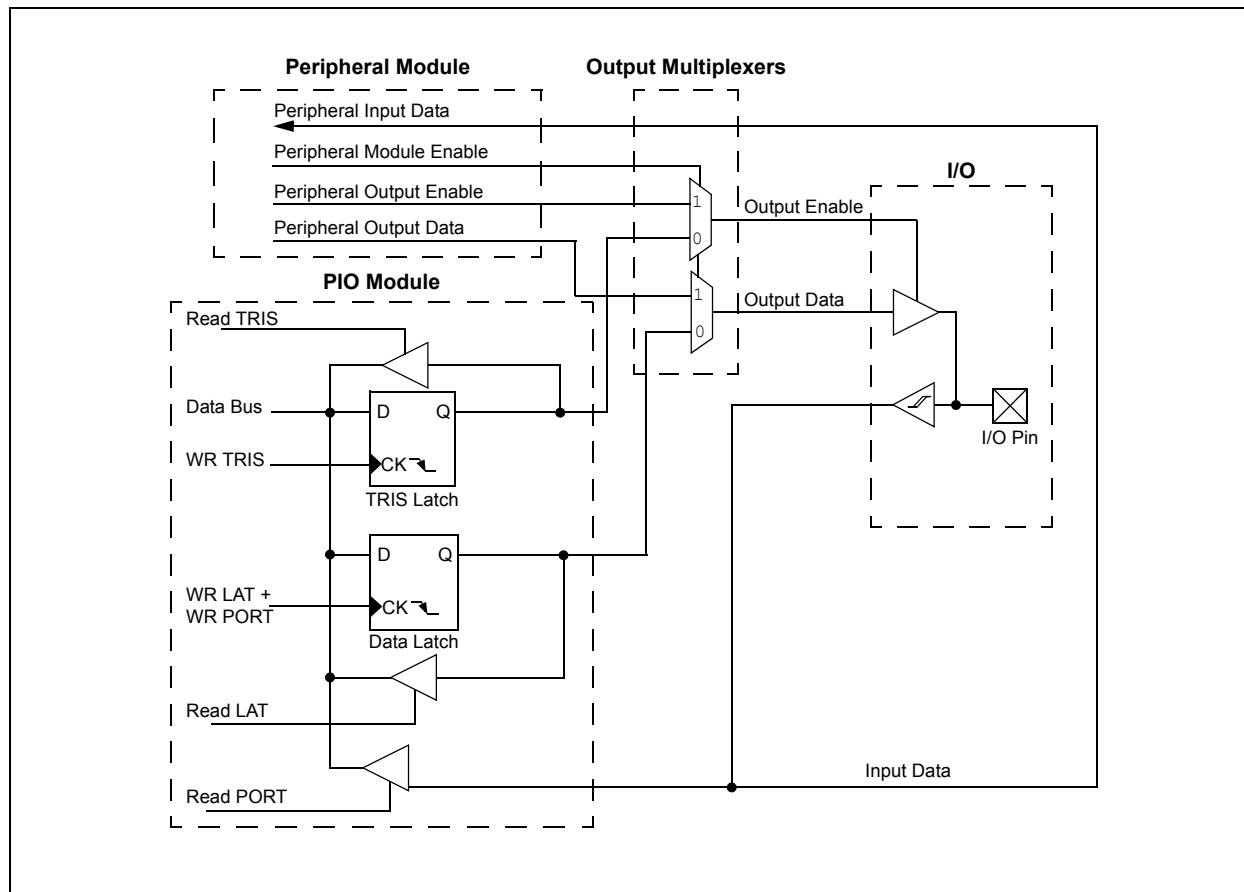 Peripheral Module
Output Multiplexers
Peripheral Input Data
Peripheral Module Enable
Peripheral Output Enable
Peripheral Output Data
1
0
1
0
Output Enable
Output Data
I/O
I/O Pin
PIO Module
Read TRIS
Data Bus
D
Q
WR TRIS
CK
TRIS Latch
D
Q
WR LAT +
WR PORT
CK
Data Latch
Read LAT
Read PORT
Input Data